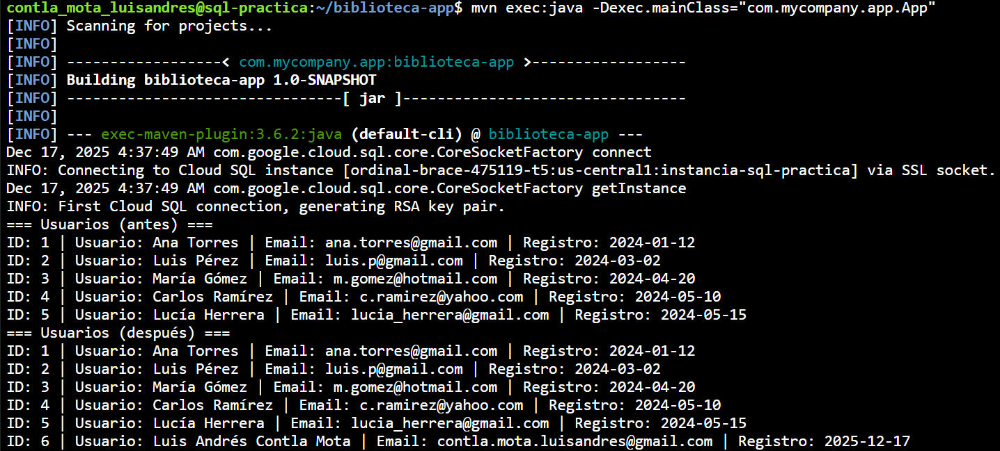 contla_mota_luisandres@sql-practica:~/biblioteca-app$ mvn exec:java -Dexec.mainClass="com.mycompany.app.App"
[INFO] Scanning for projects...
[INFO]
[INFO] ------------------< com.mycompany.app:biblioteca-app >------------------
[INFO] Building biblioteca-app 1.0-SNAPSHOT
[INFO] --------------------------------[ jar ]---------------------------------
[INFO]
[INFO] --- exec-maven-plugin:3.6.2:java (default-cli) @ biblioteca-app ---
Dec 17, 2025 4:37:49 AM com.google.cloud.sql.core.CoreSocketFactory connect
INFO: Connecting to Cloud SQL instance [ordinal-brace-475119-t5:us-central1:instancia-sql-practica] via SSL socket.
Dec 17, 2025 4:37:49 AM com.google.cloud.sql.core.CoreSocketFactory getInstance
INFO: First Cloud SQL connection, generating RSA key pair.
=== Usuarios (antes) ===
ID: 1 | Usuario: Ana Torres | Email: ana.torres@gmail.com | Registro: 2024-01-12
ID: 2 | Usuario: Luis Pérez | Email: luis.p@gmail.com | Registro: 2024-03-02
ID: 3 | Usuario: María Gómez | Email: m.gomez@hotmail.com | Registro: 2024-04-20
ID: 4 | Usuario: Carlos Ramírez | Email: c.ramirez@yahoo.com | Registro: 2024-05-10
ID: 5 | Usuario: Lucía Herrera | Email: lucia_herrera@gmail.com | Registro: 2024-05-15
=== Usuarios (después) ===
ID: 1 | Usuario: Ana Torres | Email: ana.torres@gmail.com | Registro: 2024-01-12
ID: 2 | Usuario: Luis Pérez | Email: luis.p@gmail.com | Registro: 2024-03-02
ID: 3 | Usuario: María Gómez | Email: m.gomez@hotmail.com | Registro: 2024-04-20
ID: 4 | Usuario: Carlos Ramírez | Email: c.ramirez@yahoo.com | Registro: 2024-05-10
ID: 5 | Usuario: Lucía Herrera | Email: lucia_herrera@gmail.com | Registro: 2024-05-15
ID: 6 | Usuario: Luis Andrés Contla Mota | Email: contla.mota.luisandres@gmail.com | Registro: 2025-12-17